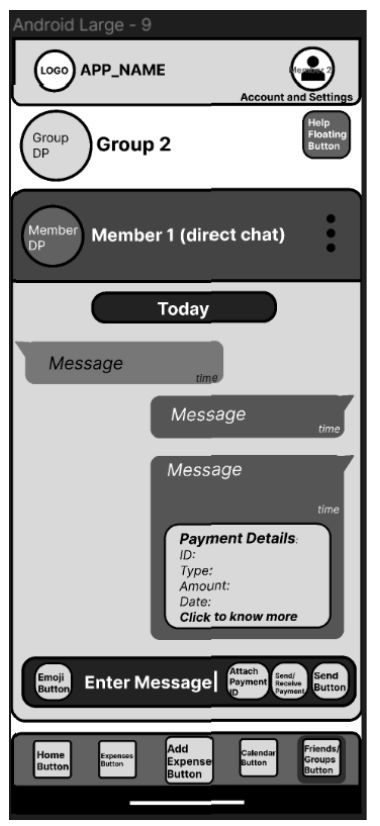 Android Large - 9
LOGO
APP_NAME
Member 2
Account and Settings
Group
DP
Group 2
Help
Floating
Button
Member
DP
Member 1 (direct chat)
Today
Message
time
Message
time
Message
time
Payment Details:
ID:
Type:
Amount:
Date:
Click to know more
Emoji
Button
Enter Message
Attach
Payment
ID
Send/
Receive
Payment
Send
Button
Home
Button
Expenses
Button
Add
Expense
Button
Calendar
Button
Friends/
Groups
Button